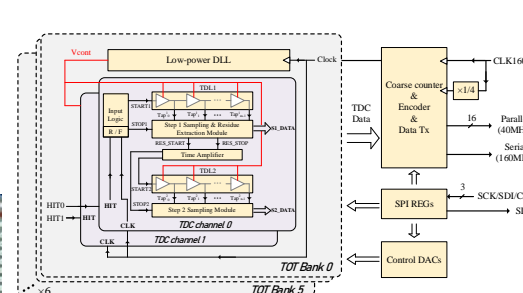 Vcont
Low-power DLL
Clock
CLK160
Coarse counter
&
Encoder
&
Data Tx
×1/4
TDC
Data
16
Parall
(40MH
Seria
(160MH
TDL1
Input
Logic
R / F
START1
STOP1
Step 1 Sampling & Residue
Extraction Module
S1_DATA
RES_START
RES_STOP
Time Amplifier
TDL2
START2
STOP2
Step 2 Sampling Module
S2_DATA
HIT0
HIT1
HIT
HIT
CLK
TDC channel 0
CLK
TDC channel 1
TOT Bank 0
TOT Bank 5
×6
3
SCK/SDI/C
SPI REGs
Control DACs